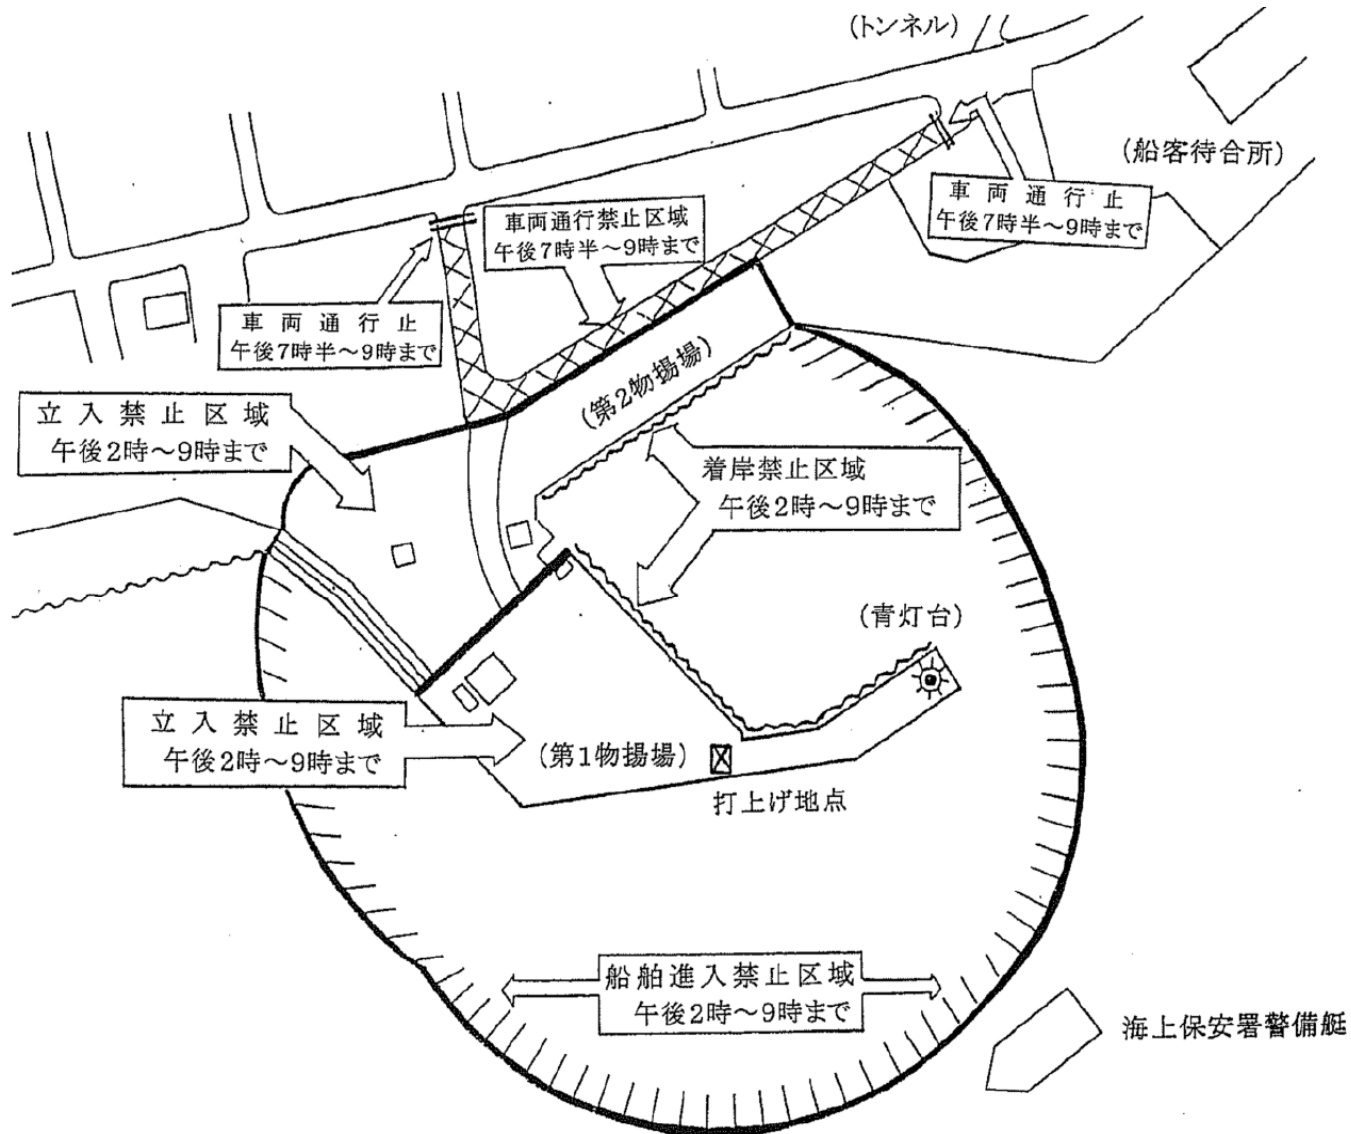 (トンネル)
(船客待合所)
車両通行止
午後7時半～9時まで
車両通行禁止区域
午後7時半～9時まで
車両通行止
午後7時半～9時まで
(第2物揚場)
立入禁止区域
午後2時～9時まで
着岸禁止区域
午後2時～9時まで
(青灯台)
立入禁止区域
午後2時～9時まで
(第1物揚場)
打上げ地点
船舶進入禁止区域
午後2時～9時まで
海上保安署警備艇